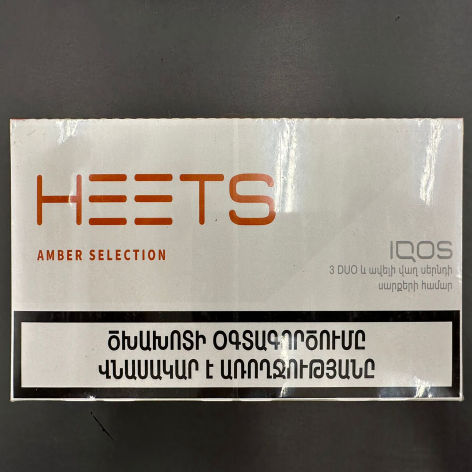 HEETS
AMBER SELECTION
IQOS
3 DUO և ավելի վաղ սերնդի
սարքերի համար
ԾԽԱԽՈՏԻ ՕԳՏԱԳՈՐԾՈՒՄԸ
ՎՆԱՍԱԿԱՐ Է ԱՌՈՂՋՈՒԹՅԱՆԸ